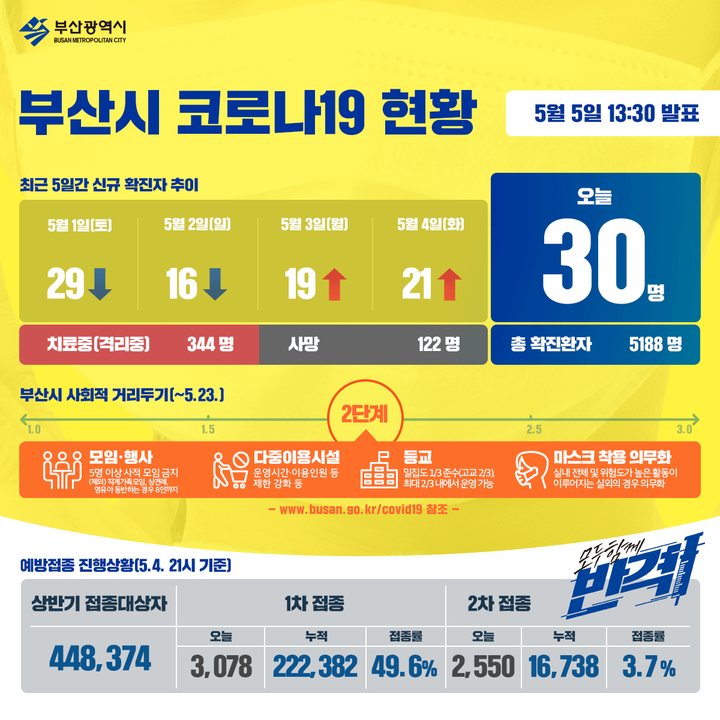 부산광역시
BUSAN METROPOLITAN CITY
부산시 코로나19 현황
5월 5일 13:30 발표
최근 5일간 신규 확진자 추이
5월 1일(토) 5월 2일(일) 5월 3일(월) 5월 4일(화)
29 16 19 21
오늘
30명
치료중(격리중) 344 명 사망 122 명 총 확진환자 5188 명
부산시 사회적 거리두기(~5.23.)
2단계
1.0 1.5 2.5 3.0
모임·행사
5명 이상 사적 모임 금지
(제외) 직계가족모임, 상견례,
영유아 동반하는 경우 8인까지
다중이용시설
운영시간·이용인원 등
제한 강화 등
등교
밀집도 1/3 준수(고교 2/3),
최대 2/3 내에서 운영 가능
마스크 착용 의무화
실내 전체 및 위험도가 높은 활동이
이루어지는 실외의 경우 의무화
- www.busan.go.kr/covid19 참조 -
예방접종 진행상황(5.4. 21시 기준)
모두 함께
반격
상반기 접종대상자 1차 접종 2차 접종
오늘 누적 접종률 오늘 누적 접종률
448,374 3,078 222,382 49.6% 2,550 16,738 3.7%